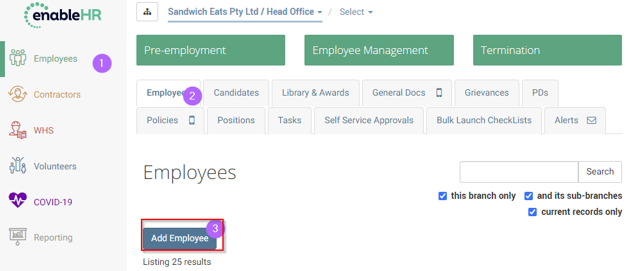 enableHR
Sandwich Eats Pty Ltd / Head Office / Select
Employees 1
Contractors
WHS
Volunteers
COVID-19
Reporting
Pre-employment Employee Management Termination
Employees 2 Candidates Library & Awards General Docs Grievances PDs
Policies Positions Tasks Self Service Approvals Bulk Launch CheckLists Alerts
Employees
Search
this branch only and its sub-branches
current records only
Add Employee 3
Listing 25 results